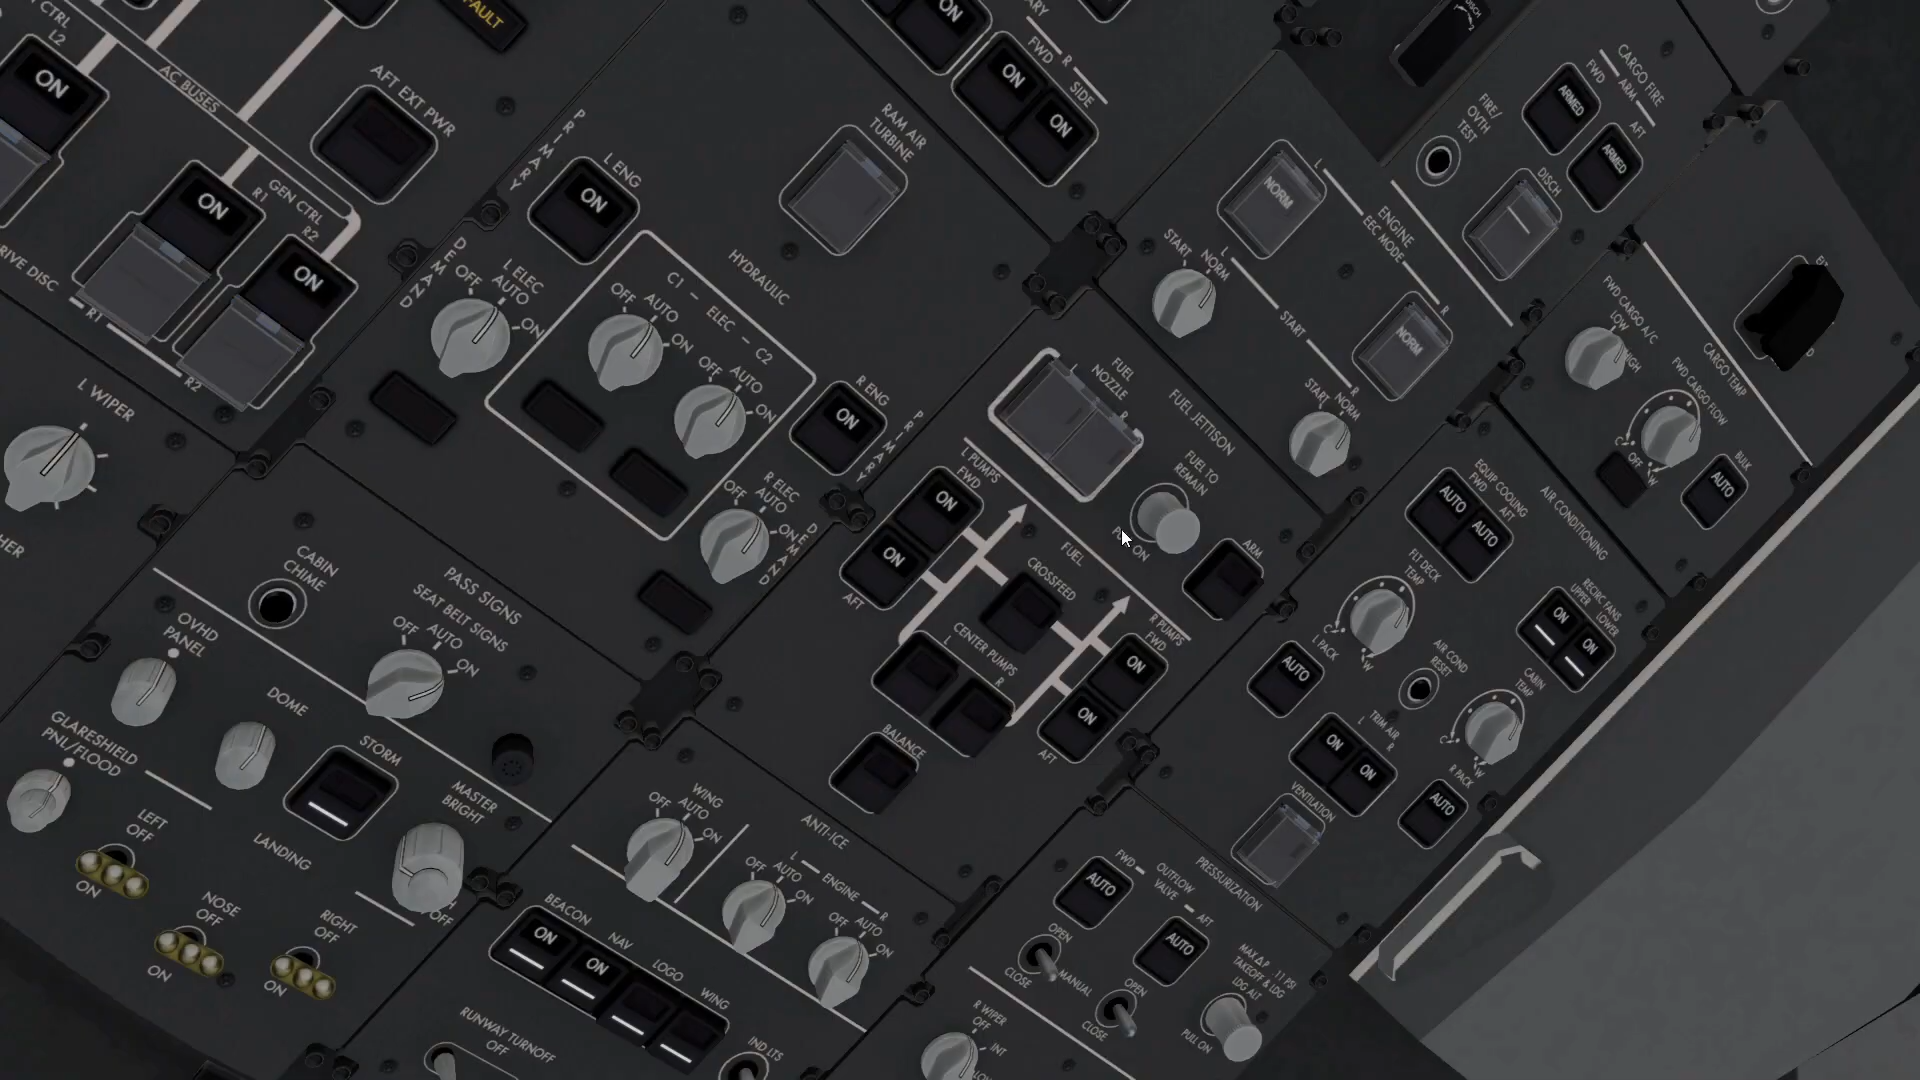 CTRL
L2
ON
AC BUSES
AFT EXT PWR
ON
R1
GEN CTRL
R2
ON
DRIVE DISC
R1
R2
PRIMARY
L ENG
ON
RAM AIR
TURBINE
HYDRAULIC
DEMAND
L ELEC
OFF
AUTO
ON
C1 – ELEC – C2
OFF
AUTO
ON
OFF
AUTO
ON
R ENG
ON
PRIMARY
R ELEC
OFF
AUTO
ON
DEMAND
ON
FWD
R
SIDE
ON
ON
L WIPER
CABIN
CHIME
PASS SIGNS
SEAT BELT SIGNS
OFF
AUTO
ON
OVHD
PANEL
DOME
GLARESHIELD
PNL/FLOOD
STORM
MASTER
BRIGHT
LANDING
LEFT
OFF
ON
NOSE
OFF
ON
RIGHT
OFF
ON
RUNWAY TURNOFF
OFF
BEACON
ON
NAV
ON
LOGO
WING
IND LTS
WING
OFF
AUTO
ON
ANTI-ICE
L
ENGINE
R
OFF
AUTO
ON
OFF
AUTO
ON
FUEL
NOZZLE
L
R
FUEL JETTISON
FUEL TO
REMAIN
ARM
L PUMPS
FWD
ON
ON
AFT
FUEL
CROSSFEED
CENTER PUMPS
L
R
R PUMPS
FWD
ON
ON
AFT
BALANCE
L
NORM
ENGINE
EEC MODE
R
NORM
START
NORM
L
START
R
START
NORM
CARGO FIRE
FWD
ARM
AFT
ARMED
ARMED
FIRE/
OVHT
TEST
DISCH
FWD CARGO A/C
LOW
HIGH
CARGO TEMP
FWD CARGO FLOW
C
OFF
W
BULK
AUTO
EQUIP COOLING
FWD
AFT
AUTO
AUTO
AIR CONDITIONING
FLT DECK
TEMP
C
W
L PACK
AUTO
RECIRC FANS
UPPER
LOWER
ON
ON
AIR COND
RESET
CABIN
TEMP
C
W
TRIM AIR
L
R
ON
ON
R PACK
AUTO
VENTILATION
PRESSURIZATION
FWD
OUTFLOW
VALVE
AFT
AUTO
AUTO
OPEN
CLOSE
MANUAL
OPEN
CLOSE
MAX ΔP .11 PSI
TAKEOFF & LDG
LDG ALT
PULL ON
R WIPER
OFF
INT